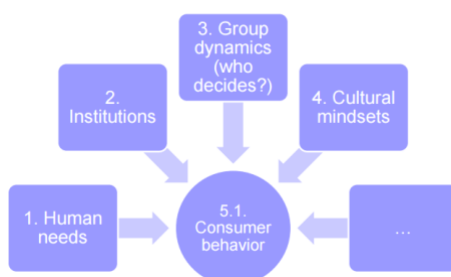 3. Group
dynamics
(who
decides?)
2.
Institutions
4. Cultural
mindsets
1. Human
needs
5.1.
Consumer
behavior
...